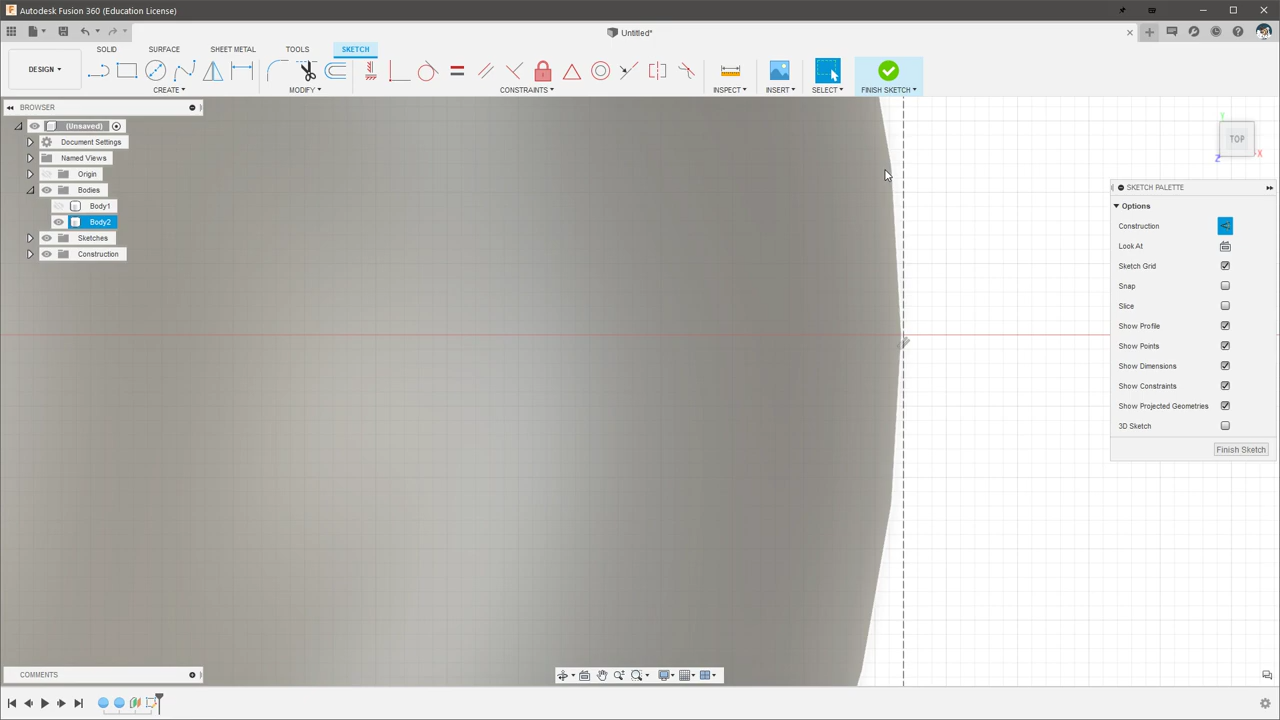 Autodesk Fusion 360 (Education License)
Untitled*
SOLID SURFACE SHEET METAL TOOLS SKETCH
DESIGN
CREATE MODIFY CONSTRAINTS INSPECT INSERT SELECT FINISH SKETCH
BROWSER
(Unsaved)
Document Settings
Named Views
Origin
Bodies
Body1
Body2
Sketches
Construction
Y
TOP
X
Z
SKETCH PALETTE
Options
Construction
Look At
Sketch Grid
Snap
Slice
Show Profile
Show Points
Show Dimensions
Show Constraints
Show Projected Geometries
3D Sketch
Finish Sketch
COMMENTS